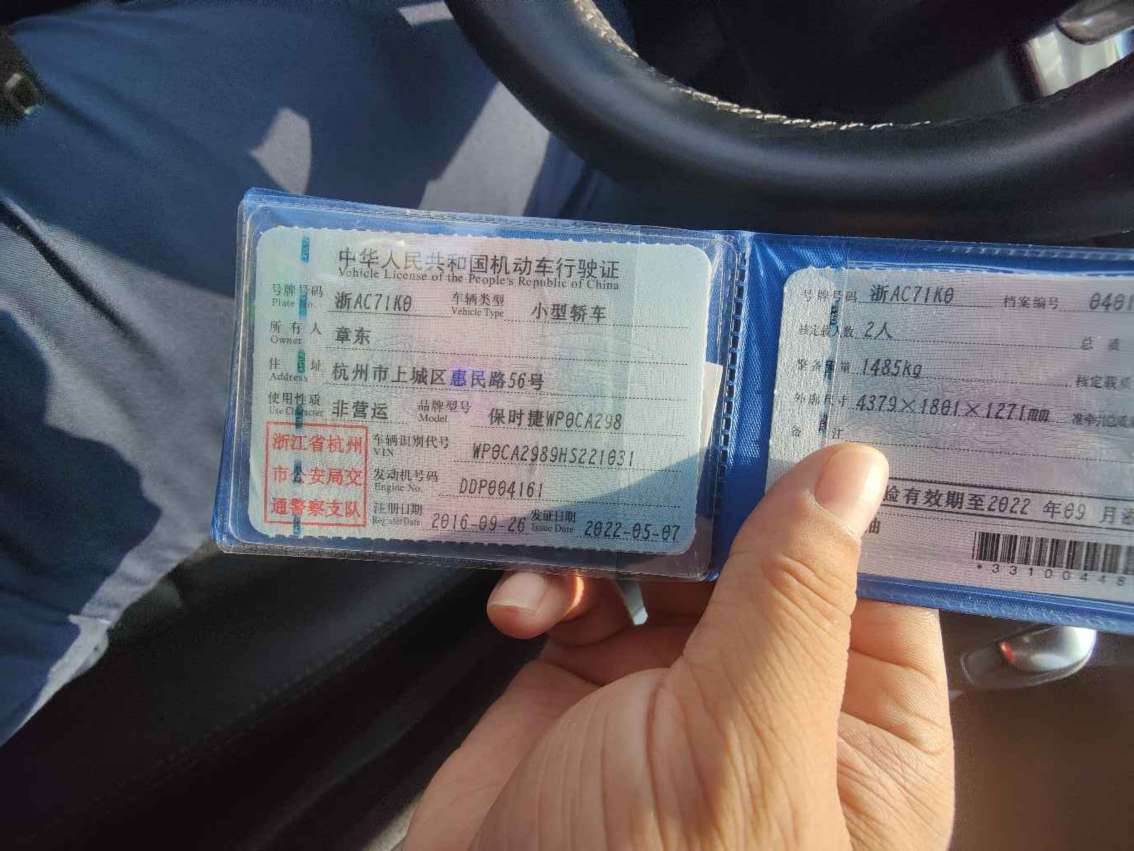 中华人民共和国机动车行驶证
Vehicle License of the People's Republic of China
号牌号码 浙AC71K0 车辆类型 小型轿车
Plate No. Vehicle Type
所有人 章东
Owner
住址 杭州市上城区惠民路56号
Address
使用性质 非营运 品牌型号 保时捷WP0CA298
Use Character Model
浙江省杭州
市公安局交
通警察支队
车辆识别代号 WP0CA2989HS221031
VIN
发动机号码 DDP004161
Engine No.
注册日期 2016-09-26 发证日期 2022-05-07
Register Date Issue Date
号牌号码 浙AC71K0 档案编号 0401
核定载人数 2人 总质
整备质量 1485kg 核定载质
外廓尺寸 4379×1801×1271mm 准牵引总质
备注
检有效期至2022年09月
油
*33100448